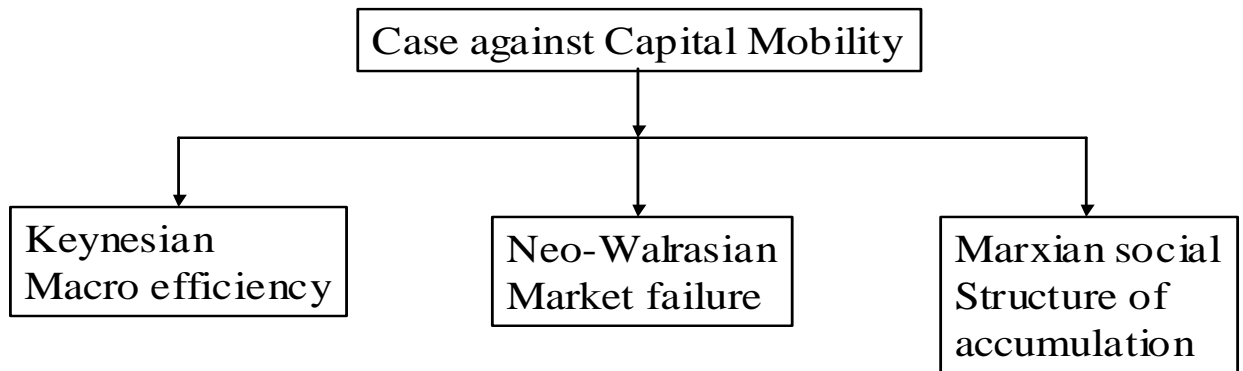 Case against Capital Mobility
Keynesian
Macro efficiency
Neo-Walrasian
Market failure
Marxian social
Structure of
accumulation